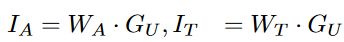 I_A = W_A · G_U, I_T = W_T · G_U